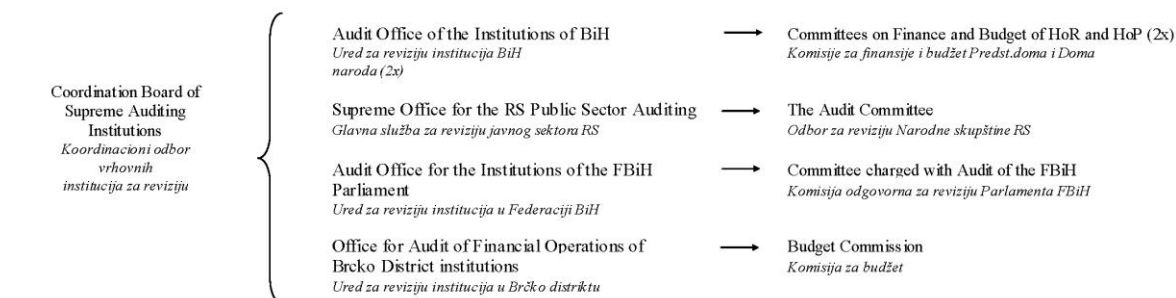 Coordination Board of
Supreme Auditing
Institutions
Koordinacioni odbor
vrhovnih
institucija za reviziju
Audit Office of the Institutions of BiH
Ured za reviziju institucija BiH
naroda (2x)
Committees on Finance and Budget of HoR and HoP (2x)
Komisije za finansije i budžet Predst.doma i Doma
Supreme Office for the RS Public Sector Auditing
Glavna služba za reviziju javnog sektora RS
The Audit Committee
Odbor za reviziju Narodne skupštine RS
Audit Office for the Institutions of the FBiH
Parliament
Ured za reviziju institucija u Federaciji BiH
Committee charged with Audit of the FBiH
Komisija odgovorna za reviziju Parlamenta FBiH
Office for Audit of Financial Operations of
Brcko District institutions
Ured za reviziju institucija u Brčko distriktu
Budget Commission
Komisija za budžet